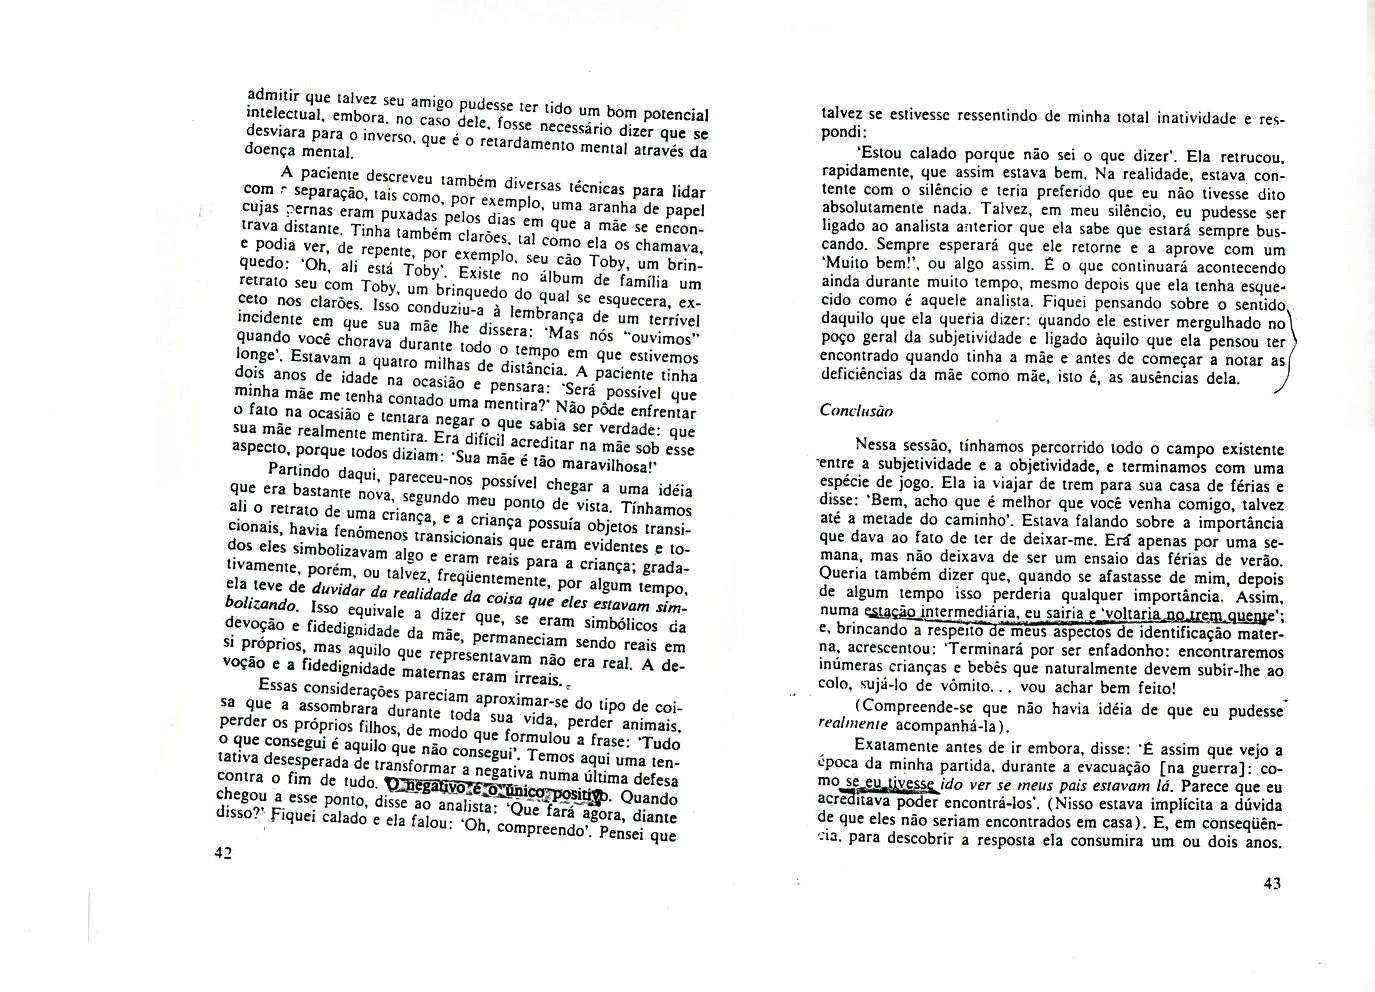 admitir que talvez seu amigo pudesse ter tido um bom potencial
intelectual, embora, no caso dele, fosse necessário dizer que se
desviara para o inverso, que é o retardamento mental através da
doença mental.
A paciente descreveu também diversas técnicas para lidar
com separação, tais como, por exemplo, uma aranha de papel
cujas pernas eram puxadas pelos dias em que a mãe se encon-
trava distante. Tinha também clarões, tal como ela os chamava,
e podia ver, de repente, por exemplo, seu cão Toby, um brin-
quedo: 'Oh, ali está Toby'. Existe no álbum de família um
retrato seu com Toby, um brinquedo do qual se esquecera, ex-
ceto nos clarões. Isso conduziu-a à lembrança de um terrível
incidente em que sua mãe lhe dissera: 'Mas nós "ouvimos"
quando você chorava durante todo o tempo em que estivemos
longe'. Estavam a quatro milhas de distância. A paciente tinha
dois anos de idade na ocasião e pensara: 'Será possível que
minha mãe me tenha contado uma mentira?' Não pôde enfrentar
o fato na ocasião e tentara negar o que sabia ser verdade: que
sua mãe realmente mentira. Era difícil acreditar na mãe sob esse
aspecto, porque todos diziam: 'Sua mãe é tão maravilhosa!'
Partindo daqui, pareceu-nos possível chegar a uma idéia
que era bastante nova, segundo meu ponto de vista. Tínhamos
ali o retrato de uma criança, e a criança possuía objetos transi-
cionais, havia fenômenos transicionais que eram evidentes e to-
dos eles simbolizavam algo e eram reais para a criança; grada-
tivamente, porém, ou talvez, freqüentemente, por algum tempo,
ela teve de duvidar da realidade da coisa que eles estavam sim-
bolizando. Isso equivale a dizer que, se eram simbólicos da
devoção e fidedignidade da mãe, permaneciam sendo reais em
si próprios, mas aquilo que representavam não era real. A de-
voção e a fidedignidade maternas eram irreais.
Essas considerações pareciam aproximar-se do tipo de coi-
sa que a assombrara durante toda sua vida, perder animais,
perder os próprios filhos, de modo que formulou a frase: 'Tudo
o que consegui é aquilo que não consegui'. Temos aqui uma ten-
tativa desesperada de transformar a negativa numa última defesa
contra o fim de tudo. O negativo é o único positivo. Quando
chegou a esse ponto, disse ao analista: 'Que fará agora, diante
disso?' Fiquei calado e ela falou: 'Oh, compreendo'. Pensei que
42
talvez se estivesse ressentindo de minha total inatividade e res-
pondi:
'Estou calado porque não sei o que dizer'. Ela retrucou,
rapidamente, que assim estava bem. Na realidade, estava con-
tente com o silêncio e teria preferido que eu não tivesse dito
absolutamente nada. Talvez, em meu silêncio, eu pudesse ser
ligado ao analista anterior que ela sabe que estará sempre bus-
cando. Sempre esperará que ele retorne e a aprove com um
'Muito bem!', ou algo assim. É o que continuará acontecendo
ainda durante muito tempo, mesmo depois que ela tenha esque-
cido como é aquele analista. Fiquei pensando sobre o sentido
daquilo que ela queria dizer: quando ele estiver mergulhado no
poço geral da subjetividade e ligado àquilo que ela pensou ter
encontrado quando tinha a mãe e antes de começar a notar as
deficiências da mãe como mãe, isto é, as ausências dela.
Conclusão
Nessa sessão, tínhamos percorrido todo o campo existente
entre a subjetividade e a objetividade, e terminamos com uma
espécie de jogo. Ela ia viajar de trem para sua casa de férias e
disse: 'Bem, acho que é melhor que você venha comigo, talvez
até a metade do caminho'. Estava falando sobre a importância
que dava ao fato de ter de deixar-me. Era apenas por uma se-
mana, mas não deixava de ser um ensaio das férias de verão.
Queria também dizer que, quando se afastasse de mim, depois
de algum tempo isso perderia qualquer importância. Assim,
numa estação intermediária, eu sairia e 'voltaria no trem quente';
e, brincando a respeito de meus aspectos de identificação mater-
na, acrescentou: 'Terminará por ser enfadonho: encontraremos
inúmeras crianças e bebês que naturalmente devem subir-lhe ao
colo, sujá-lo de vômito... vou achar bem feito!
(Compreende-se que não havia idéia de que eu pudesse
realmente acompanhá-la).
Exatamente antes de ir embora, disse: 'É assim que vejo a
época da minha partida, durante a evacuação [na guerra]: co-
mo se eu tivesse ido ver se meus pais estavam lá. Parece que eu
acreditava poder encontrá-los'. (Nisso estava implícita a dúvida
de que eles não seriam encontrados em casa). E, em conseqüên-
cia, para descobrir a resposta ela consumira um ou dois anos.
43